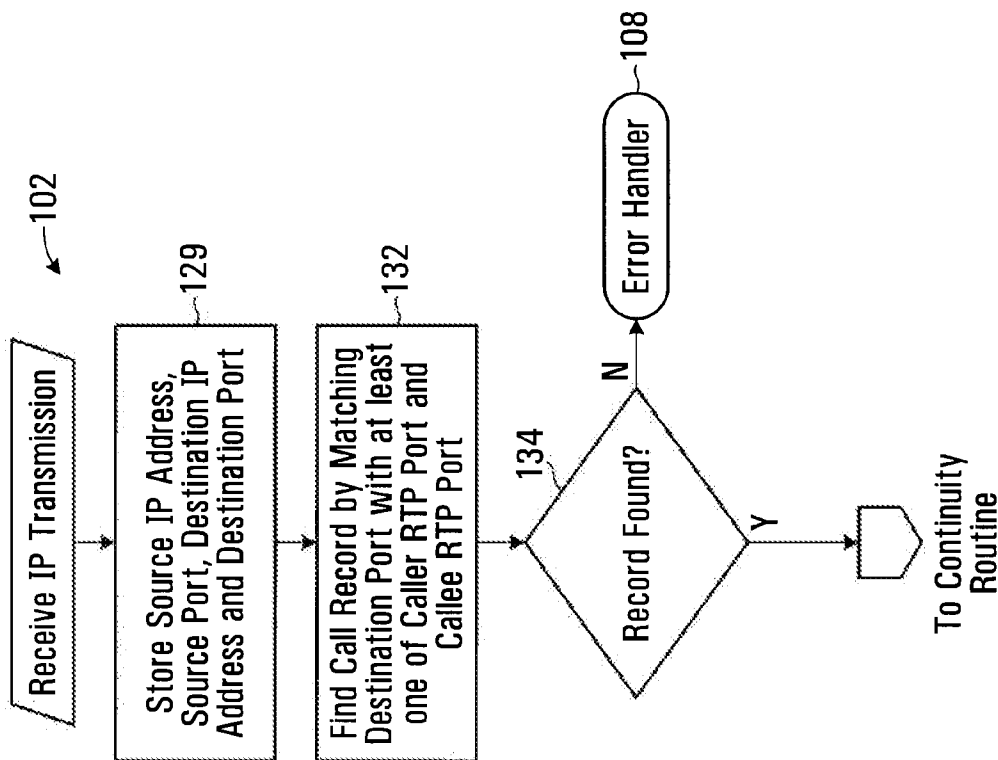 102
Receive IP Transmission
129
Store Source IP Address,
Source Port, Destination IP
Address and Destination Port
132
Find Call Record by Matching
Destination Port with at least
one of Caller RTP Port and
Callee RTP Port
134
Record Found?
N
108
Error Handler
Y
To Continuity
Routine